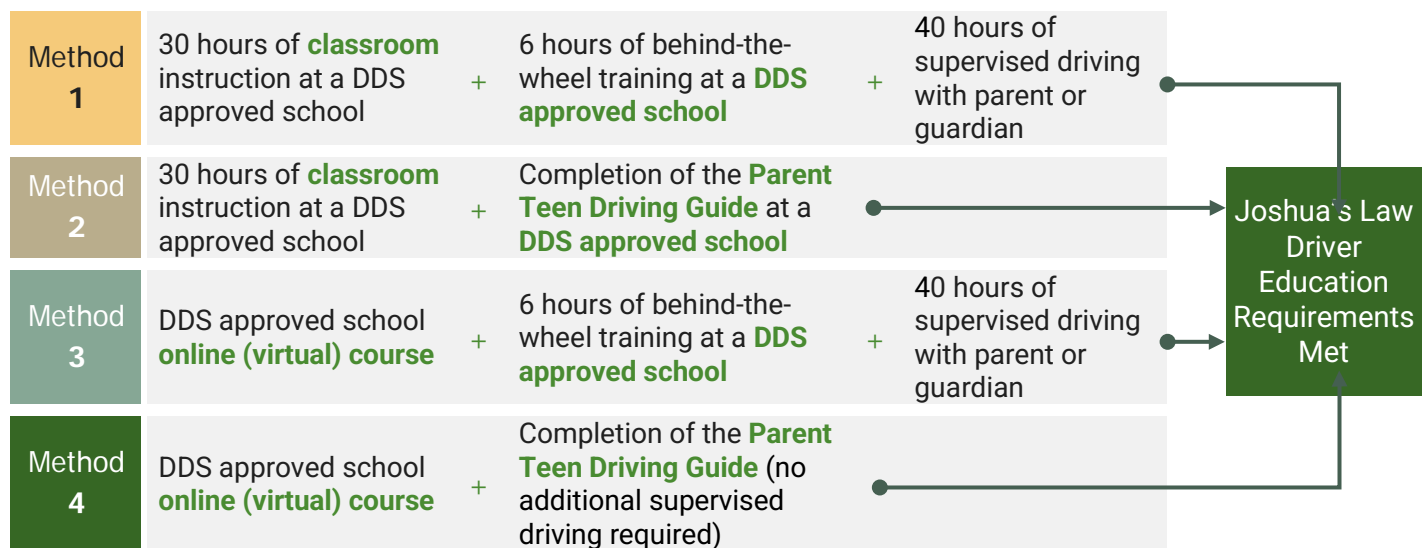 Method
1
30 hours of classroom
instruction at a DDS
approved school
+
6 hours of behind-the-
wheel training at a DDS
approved school
+
40 hours of
supervised driving
with parent or
guardian
Method
2
30 hours of classroom
instruction at a DDS
approved school
+
Completion of the Parent
Teen Driving Guide at a
DDS approved school
Method
3
DDS approved school
online (virtual) course
+
6 hours of behind-the-
wheel training at a DDS
approved school
+
40 hours of
supervised driving
with parent or
guardian
Method
4
DDS approved school
online (virtual) course
+
Completion of the Parent
Teen Driving Guide (no
additional supervised
driving required)
Joshua's Law
Driver
Education
Requirements
Met